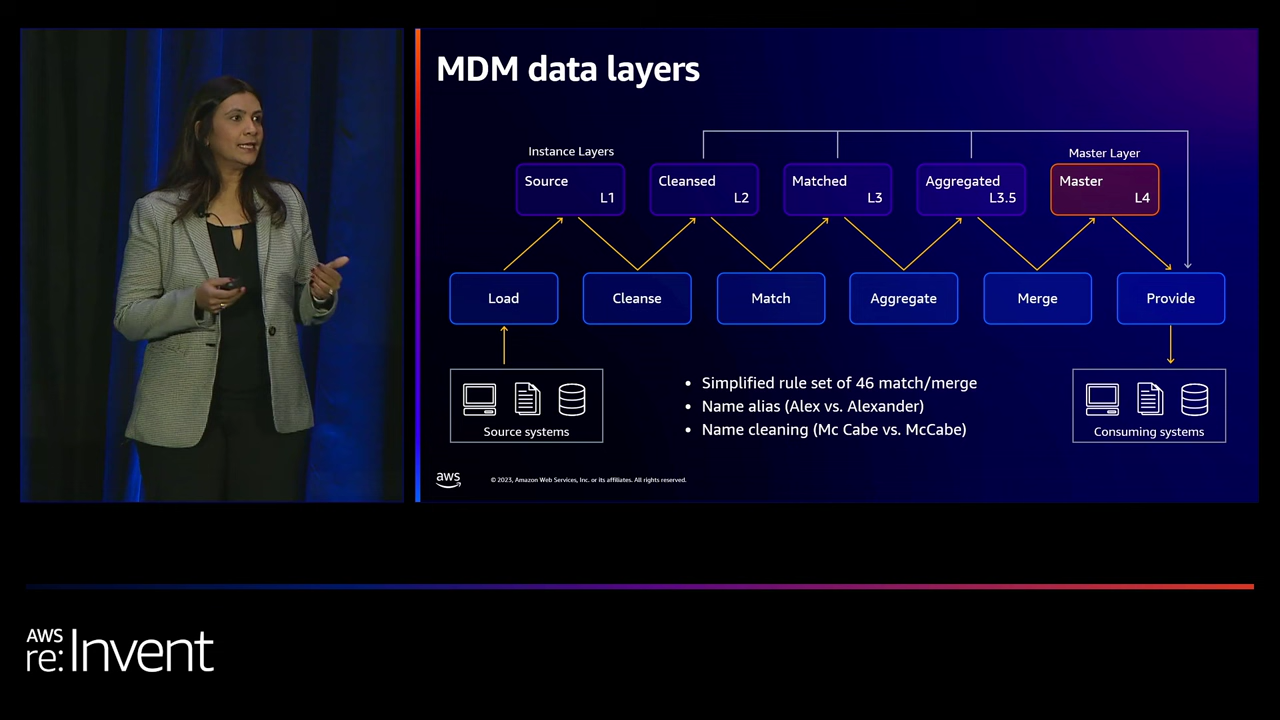 MDM data layers
Instance Layers
Master Layer
Source
L1
Cleansed
L2
Matched
L3
Aggregated
L3.5
Master
L4
Load
Cleanse
Match
Aggregate
Merge
Provide
Source systems
• Simplified rule set of 46 match/merge
• Name alias (Alex vs. Alexander)
• Name cleaning (Mc Cabe vs. McCabe)
Consuming systems
aws
© 2023, Amazon Web Services, Inc. or its affiliates. All rights reserved.
AWS
re:Invent